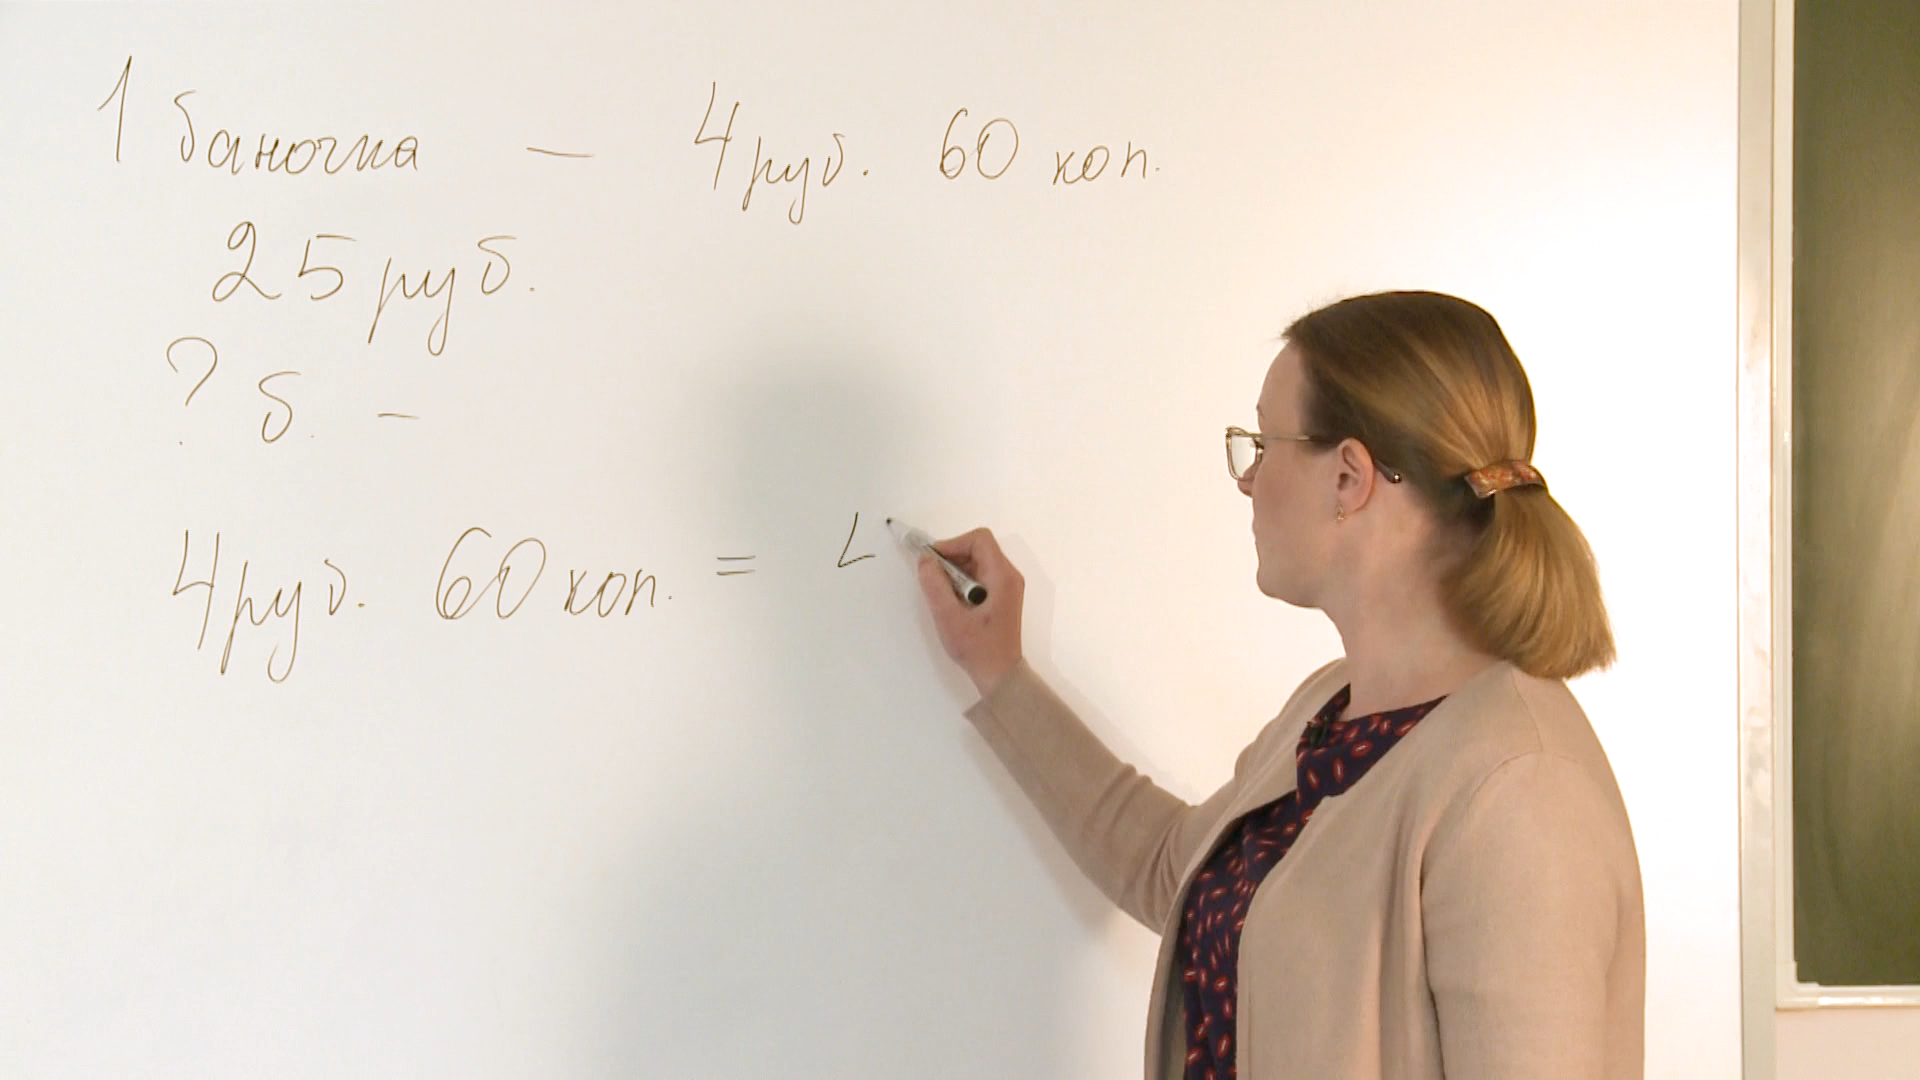 1 баночка — 4 руб. 60 коп.
25 руб.
? б. —
4 руб. 60 коп. =